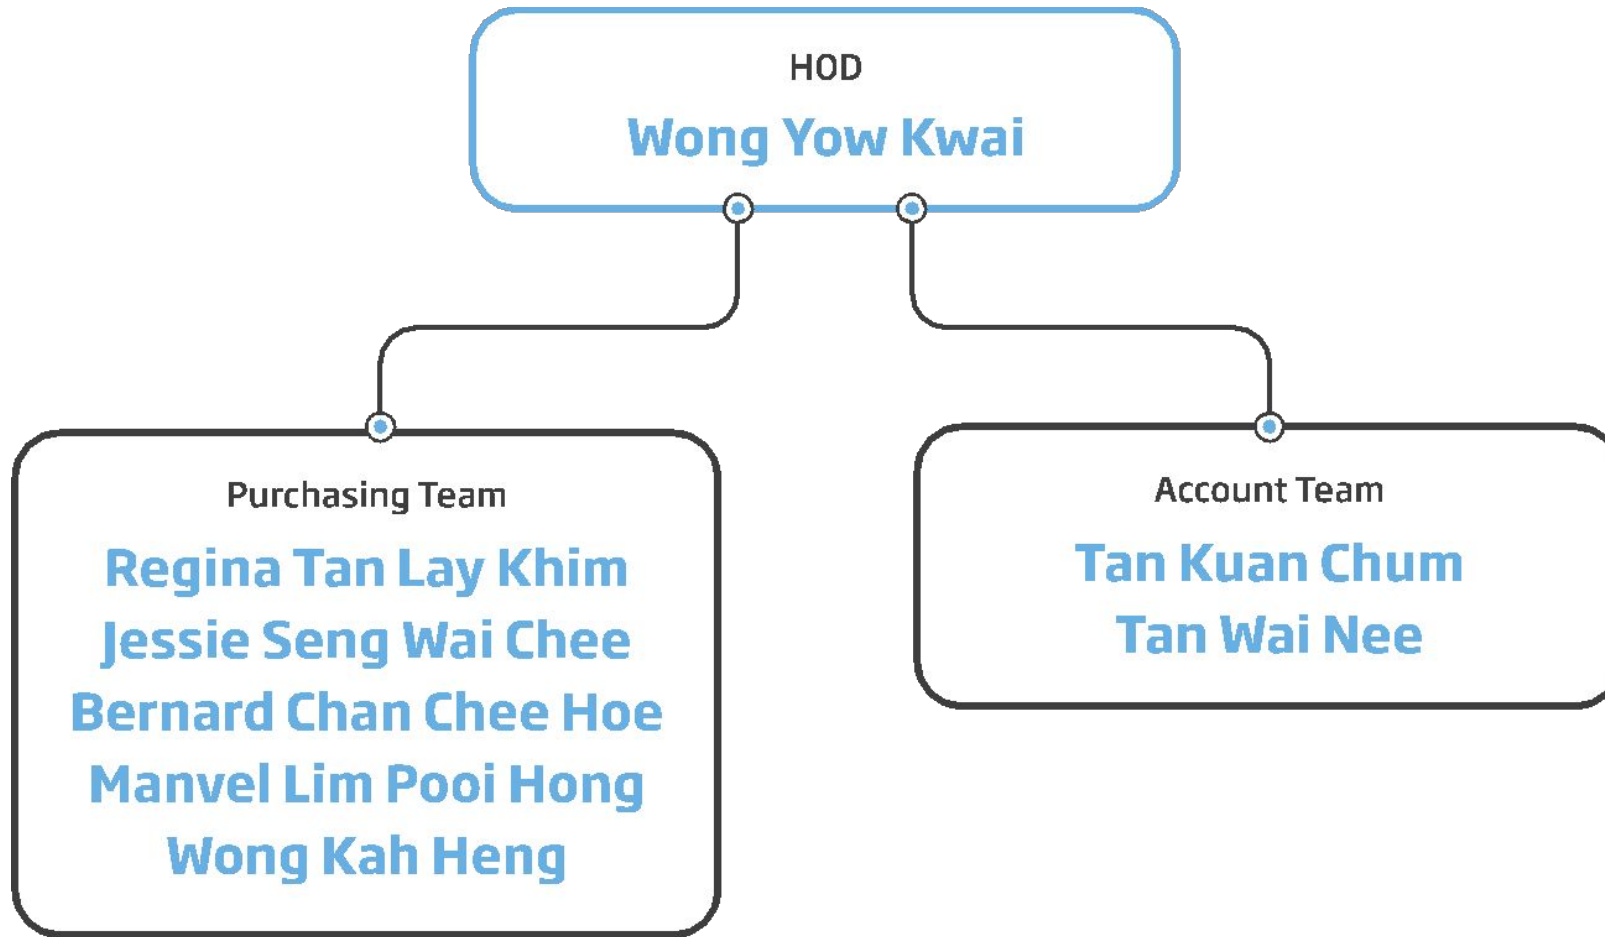 HOD
Wong Yow Kwai
Purchasing Team
Regina Tan Lay Khim
Jessie Seng Wai Chee
Bernard Chan Chee Hoe
Manvel Lim Pooi Hong
Wong Kah Heng
Account Team
Tan Kuan Chum
Tan Wai Nee